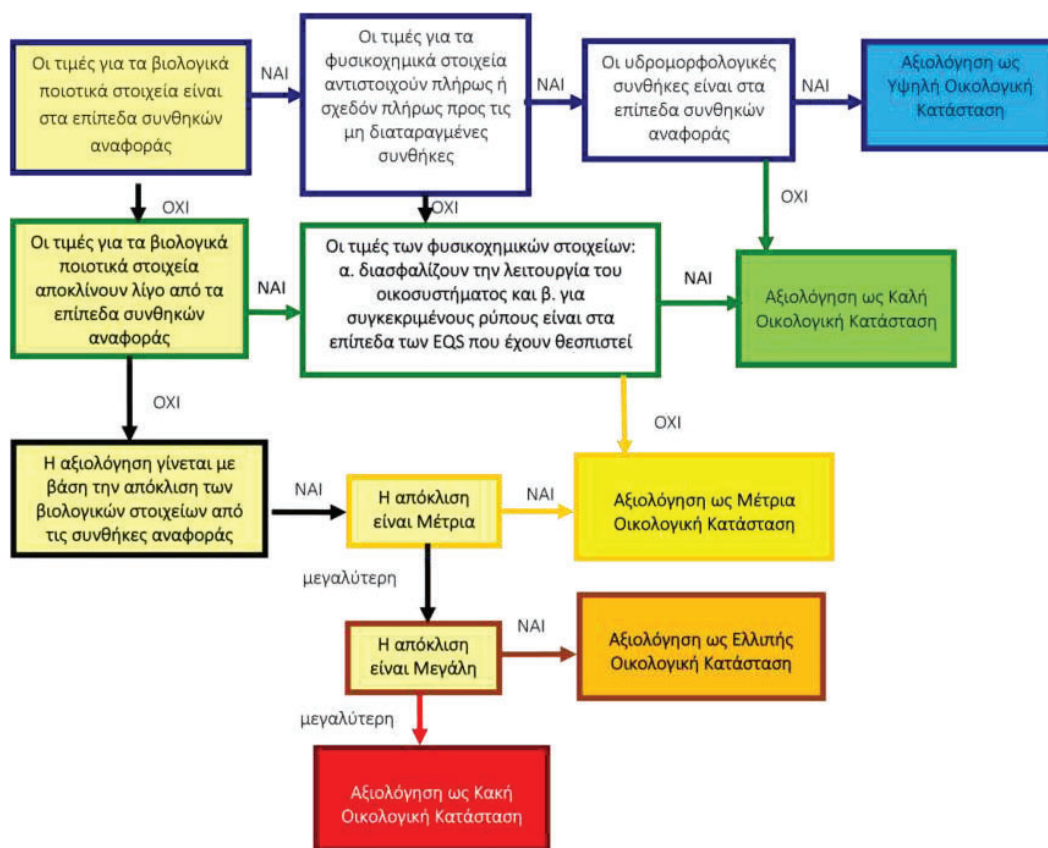 Οι τιμές για τα βιολογικά
ποιοτικά στοιχεία είναι
στα επίπεδα συνθηκών
αναφοράς
ΝΑΙ
Οι τιμές για τα
φυσικοχημικά στοιχεία
αντιστοιχούν πλήρως ή
σχεδόν πλήρως προς τις
μη διαταραγμένες
συνθήκες
ΝΑΙ
Οι υδρομορφολογικές
συνθήκες είναι στα
επίπεδα συνθηκών
αναφοράς
ΝΑΙ
Αξιολόγηση ως
Υψηλή Οικολογική
Κατάσταση
ΟΧΙ
ΟΧΙ
ΟΧΙ
Οι τιμές για τα βιολογικά
ποιοτικά στοιχεία
αποκλίνουν λίγο από τα
επίπεδα συνθηκών
αναφοράς
ΝΑΙ
Οι τιμές των φυσικοχημικών στοιχείων:
α. διασφαλίζουν την λειτουργία του
οικοσυστήματος και β. για
συγκεκριμένους ρύπους είναι στα
επίπεδα των EQS που έχουν θεσπιστεί
ΝΑΙ
Αξιολόγηση ως Καλή
Οικολογική Κατάσταση
ΟΧΙ
ΟΧΙ
Η αξιολόγηση γίνεται με
βάση την απόκλιση των
βιολογικών στοιχείων από
τις συνθήκες αναφοράς
ΝΑΙ
Η απόκλιση
είναι Μέτρια
ΝΑΙ
Αξιολόγηση ως Μέτρια
Οικολογική Κατάσταση
μεγαλύτερη
Η απόκλιση
είναι Μεγάλη
ΝΑΙ
Αξιολόγηση ως Ελλιπής
Οικολογική Κατάσταση
μεγαλύτερη
Αξιολόγηση ως Κακή
Οικολογική Κατάσταση